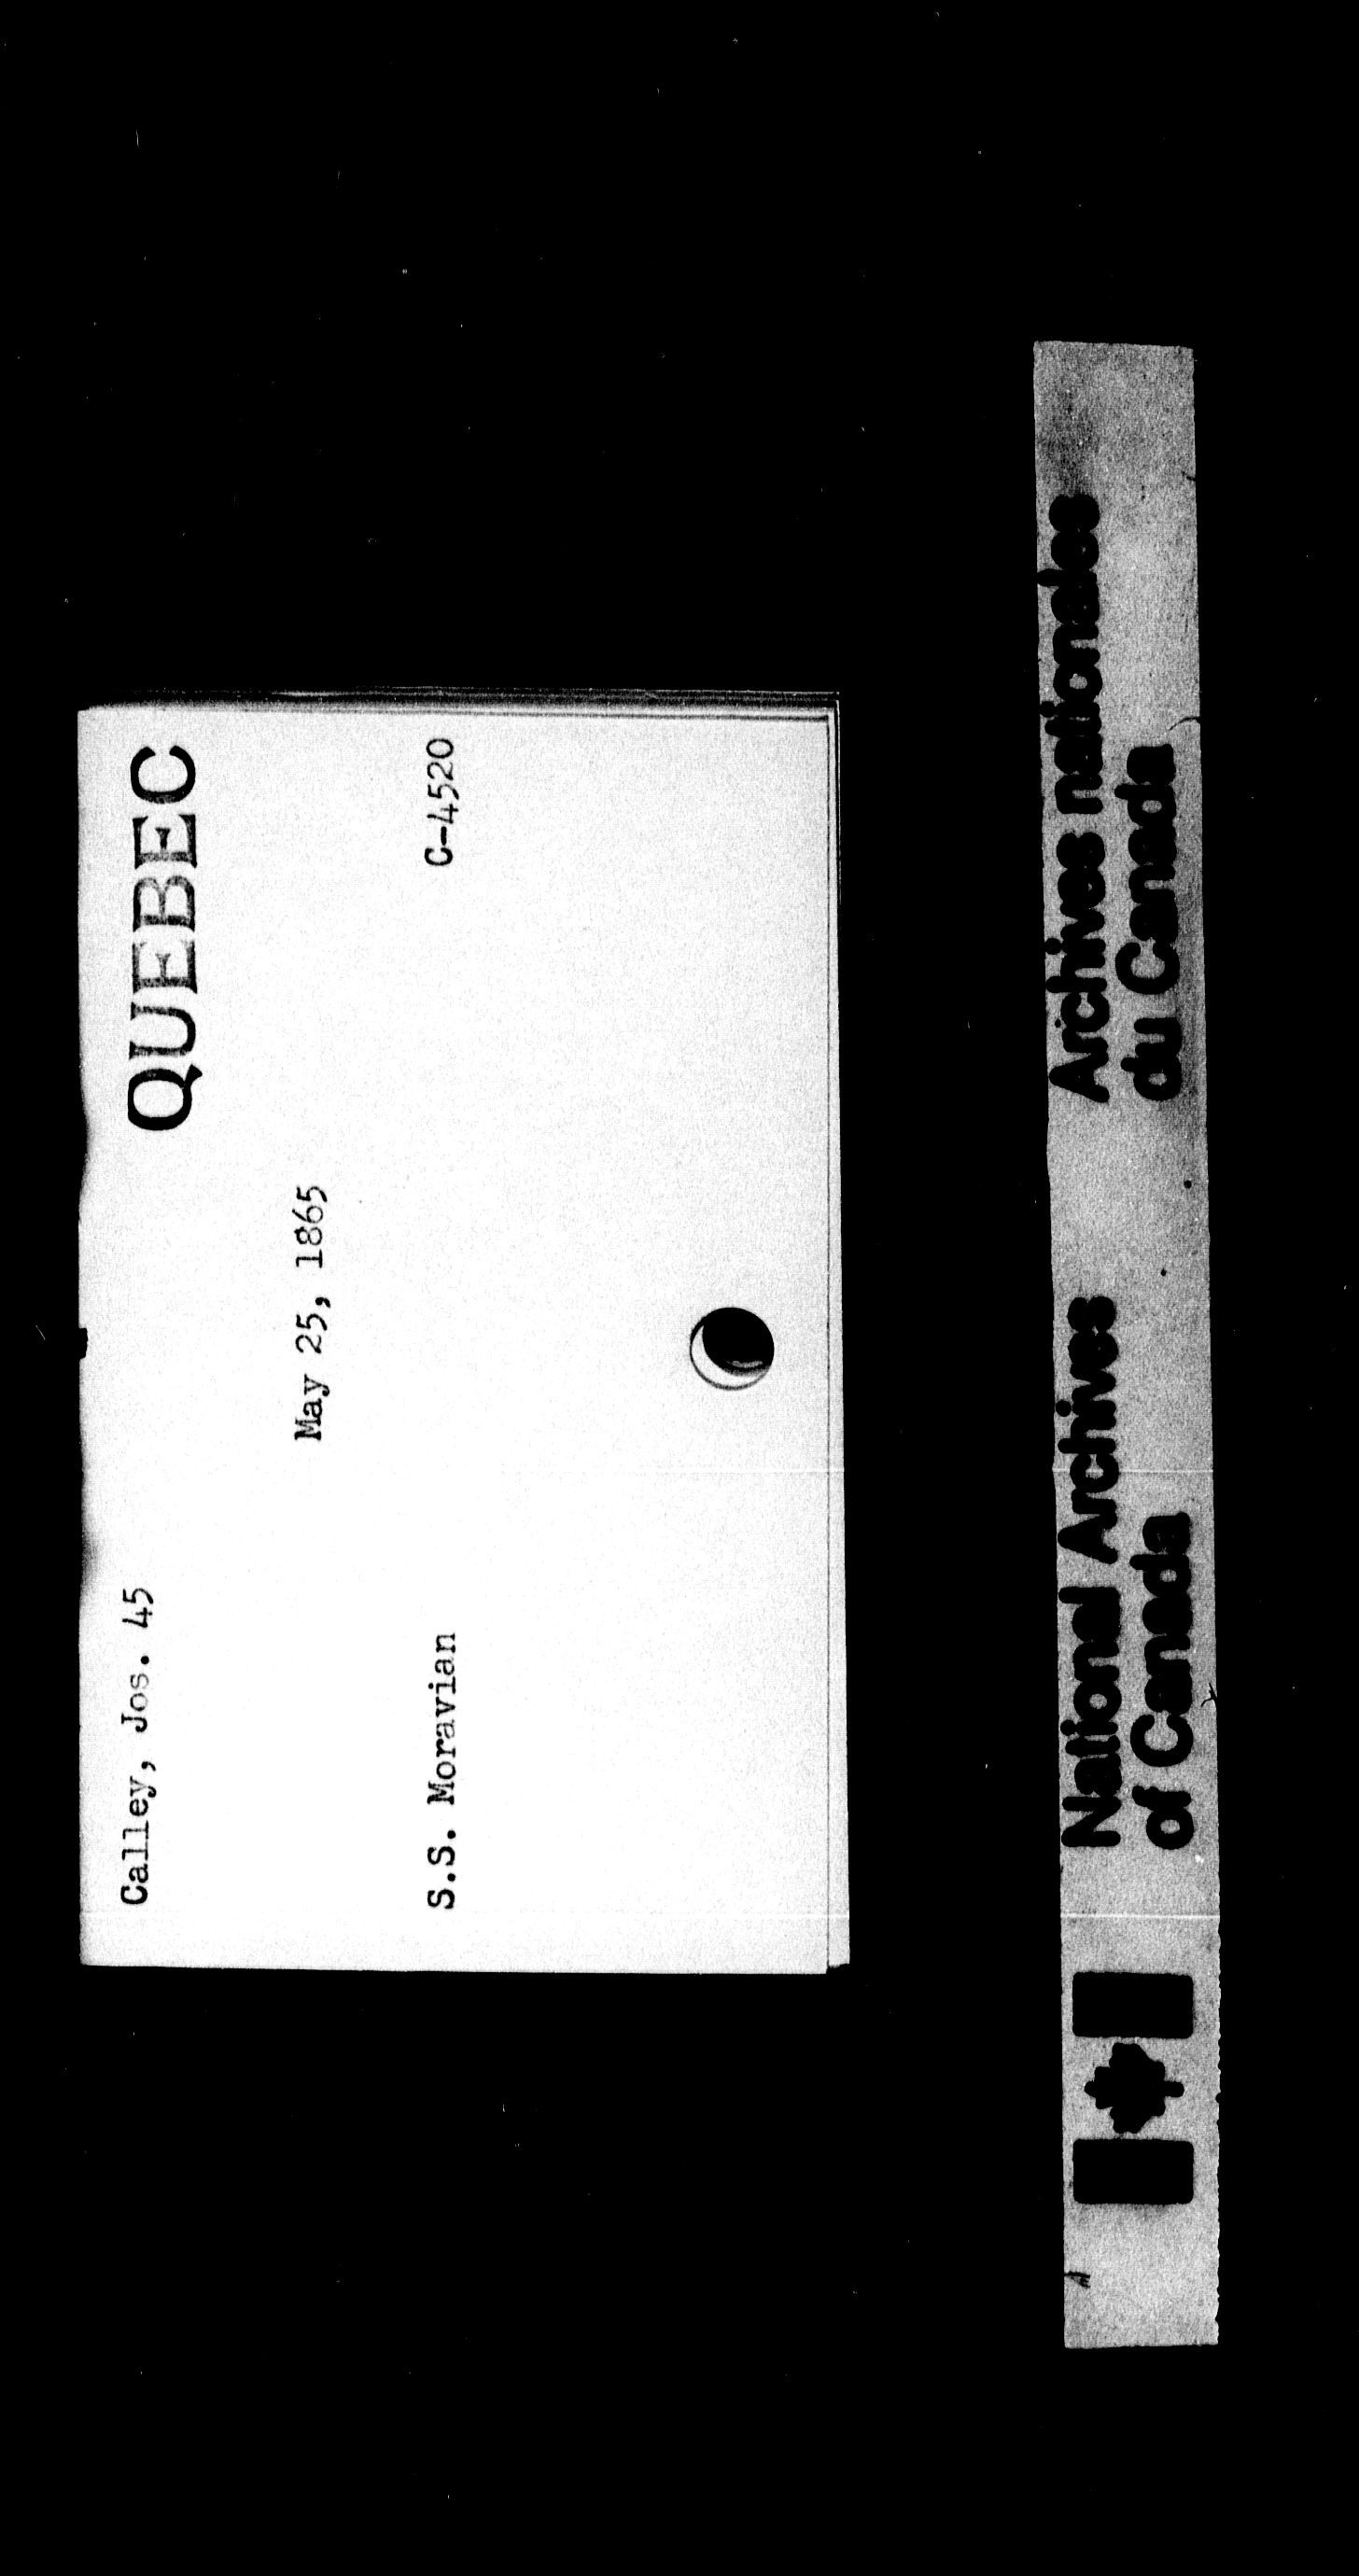 Calley, Jos. 45
QUEBEC
May 25, 1865
S.S. Moravian
C-4520
National Archives
of Canada
Archives nationales
du Canada